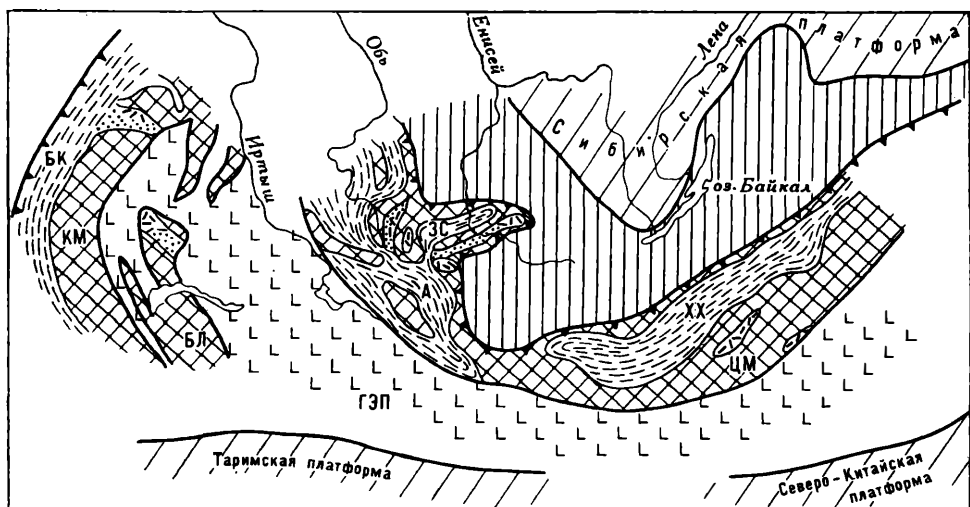 Обь
Енисей
Лена
Сибирская платформа
БК
Иртыш
оз. Байкал
КМ
ЗС
А
ХХ
БЛ
ЦМ
ГЭП
Таримская платформа
Северо-Китайская
платформа